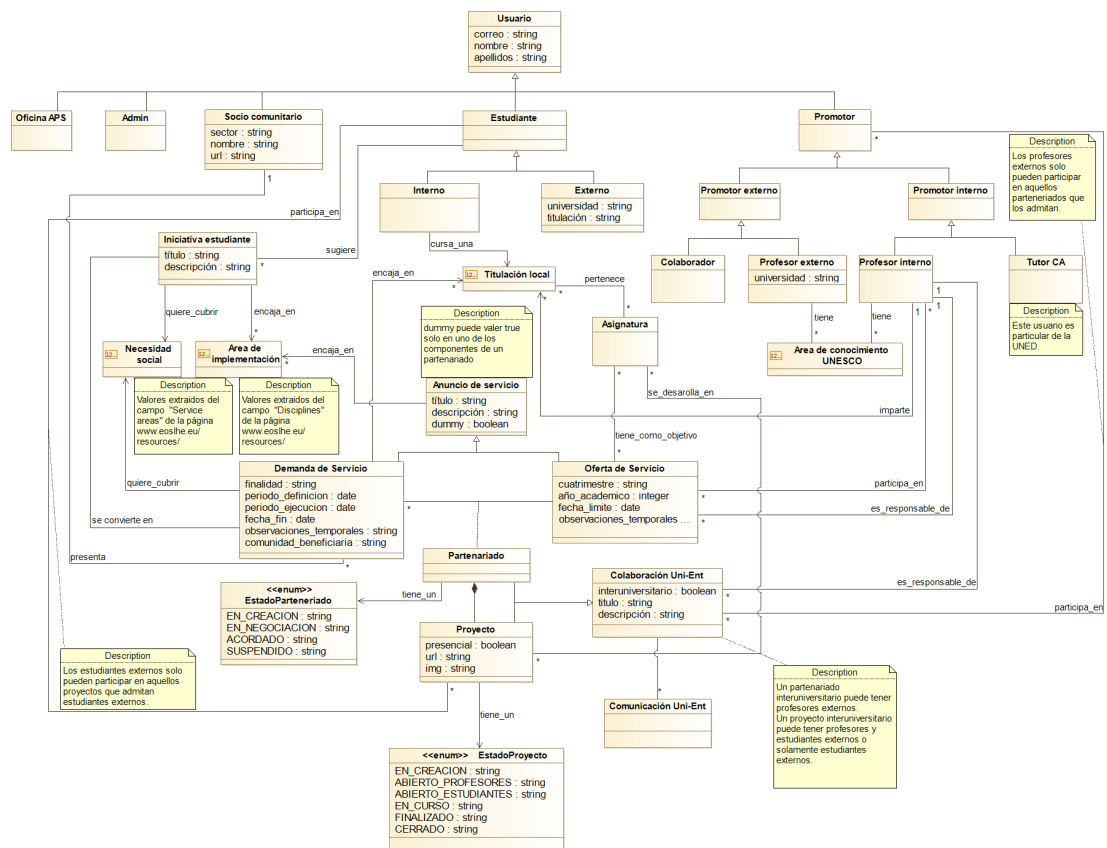 Usuario
correo : string
nombre : string
apellidos : string
Oficina APS
Admin
Socio comunitario
sector : string
nombre : string
url : string
Estudiante
Promotor
*
Description
Los profesores
externos solo
pueden participar
en aquellos
parteneriados que
los admitan.
1
participa_en
Interno
Externo
universidad : string
titulación : string
Promotor externo
Promotor interno
Iniciativa estudiante
título : string
descripción : string
*
sugiere
cursa_una
encaja_en
*
Titulación local
*
*
pertenece
*
Colaborador
Profesor externo
universidad : string
Profesor interno
Tutor CA
Description
Este usuario es
particular de la
UNED.
tiene
*
tiene
*
1
*
1
1
quiere_cubrir
encaja_en
*
Necesidad
social
Area de
implementación
*
encaja_en
Description
dummy puede valer true
solo en uno de los
componentes de un
partenariado
Asignatura
*
*
Area de conocimiento
UNESCO
Description
Valores extraidos del
campo "Service
areas" de la página
www.eoslhe.eu/
resources/
Description
Valores extraidos del
campo "Disciplines"
de la página
www.eoslhe.eu/
resources/
Anuncio de servicio
título : string
descripción : string
dummy : boolean
se_desarolla_en
imparte
tiene_como_objetivo
*
quiere_cubrir
se convierte en
presenta
*
Demanda de Servicio
finalidad : string
periodo_definicion : date
periodo_ejecucion : date
fecha_fin : date
observaciones_temporales : string
comunidad_beneficiaria : string
*
Oferta de Servicio
cuatrimestre : string
año_academico : integer
fecha_limite : date
observaciones_temporales ...
*
participa_en
*
es_responsable_de
*
Partenariado
<<enum>>
EstadoParteneriado
EN_CREACION : string
EN_NEGOCIACION : string
ACORDADO : string
SUSPENDIDO : string
tiene_un
Colaboración Uni-Ent
interuniversitario : boolean
titulo : string
descripción : string
*
es_responsable_de
*
participa_en
Proyecto
presencial : boolean
url : string
img : string
*
*
Description
Los estudiantes externos solo
pueden participar en aquellos
proyectos que admitan
estudiantes externos.
*
Comunicación Uni-Ent
Description
Un partenariado
interuniversitario puede tener
profesores externos.
Un proyecto interuniversitario
puede tener profesores y
estudiantes externos o
solamente estudiantes
externos.
tiene_un
<<enum>> EstadoProyecto
EN_CREACION : string
ABIERTO_PROFESORES : string
ABIERTO_ESTUDIANTES : string
EN_CURSO : string
FINALIZADO : string
CERRADO : string